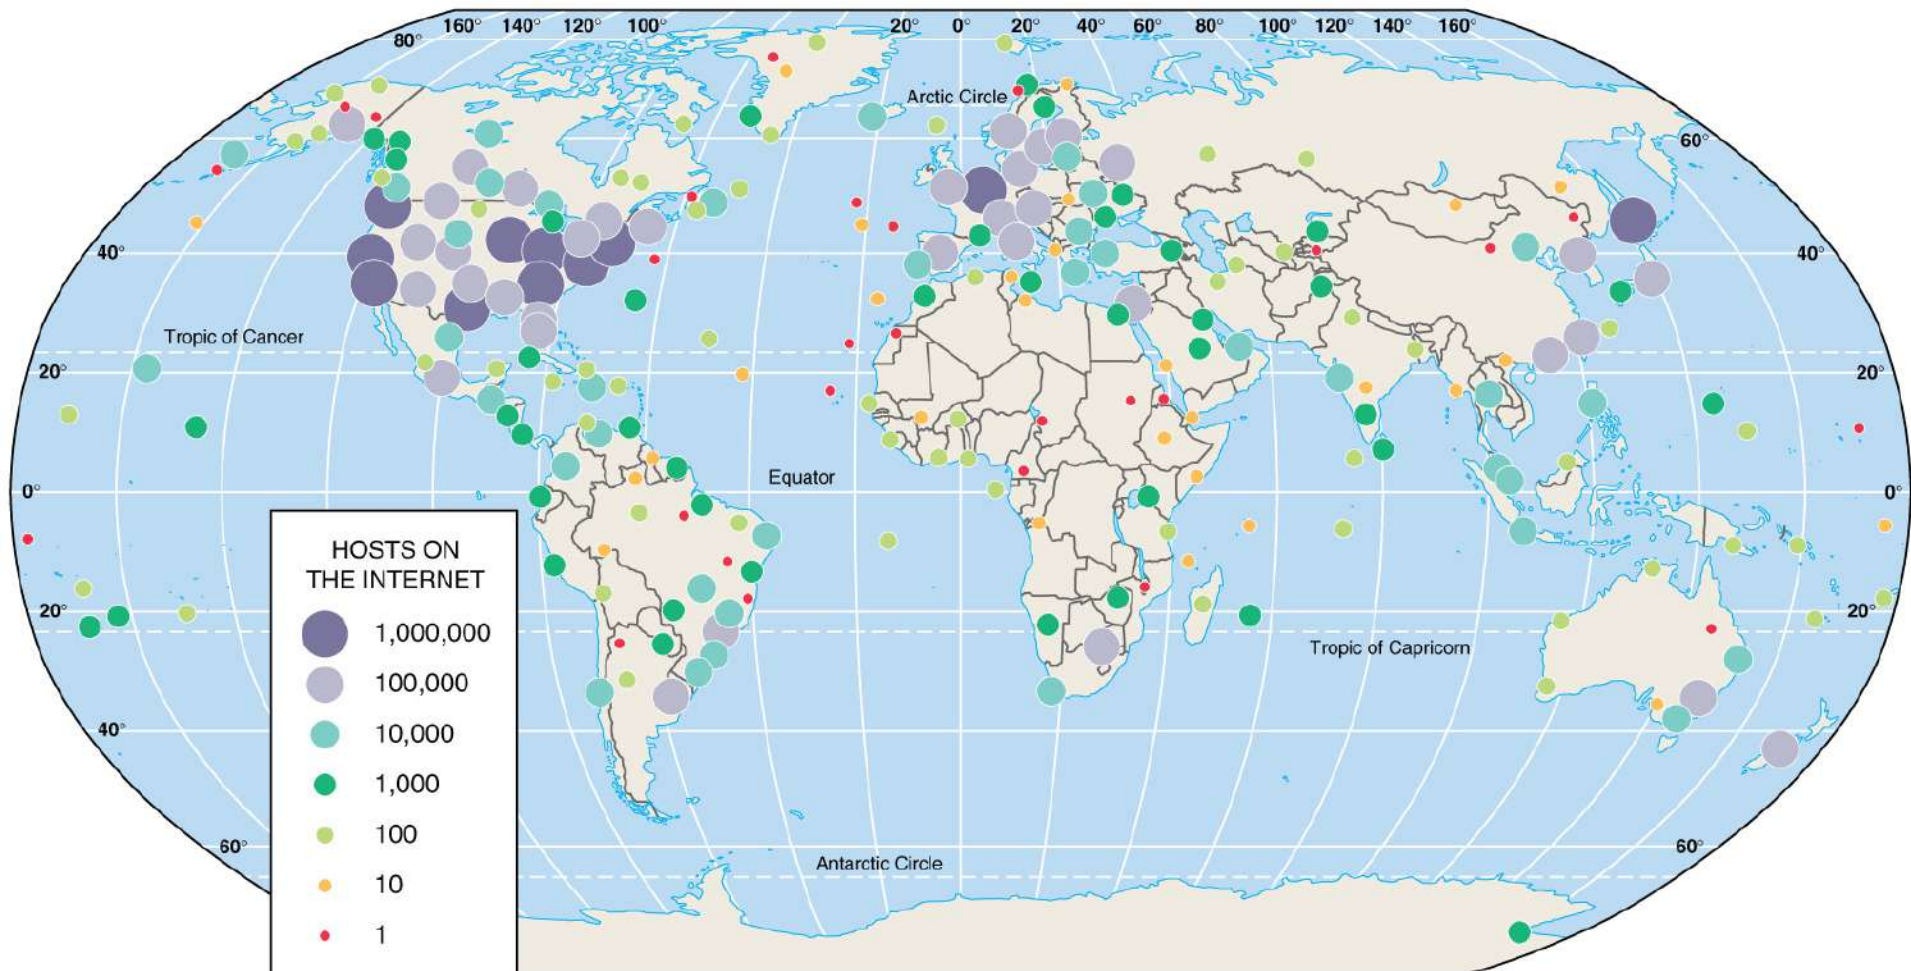 160° 140° 120° 100° 20° 0° 20° 40° 60° 80° 100° 120° 140° 160°
80°
Arctic Circle
60°
40° 40°
Tropic of Cancer
20° 20°
Equator
0° 0°
HOSTS ON
THE INTERNET
1,000,000
100,000
10,000
1,000
100
10
1
20° 20°
Tropic of Capricorn
40° 40°
60° 60°
Antarctic Circle